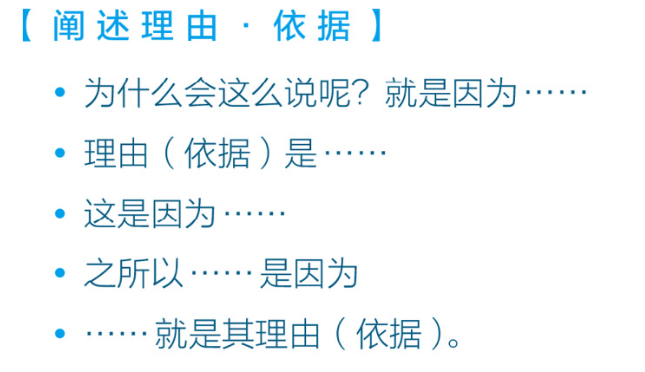 【阐述理由·依据】
• 为什么会这么说呢？就是因为……
• 理由（依据）是……
• 这是因为……
• 之所以……是因为
• ……就是其理由（依据）。